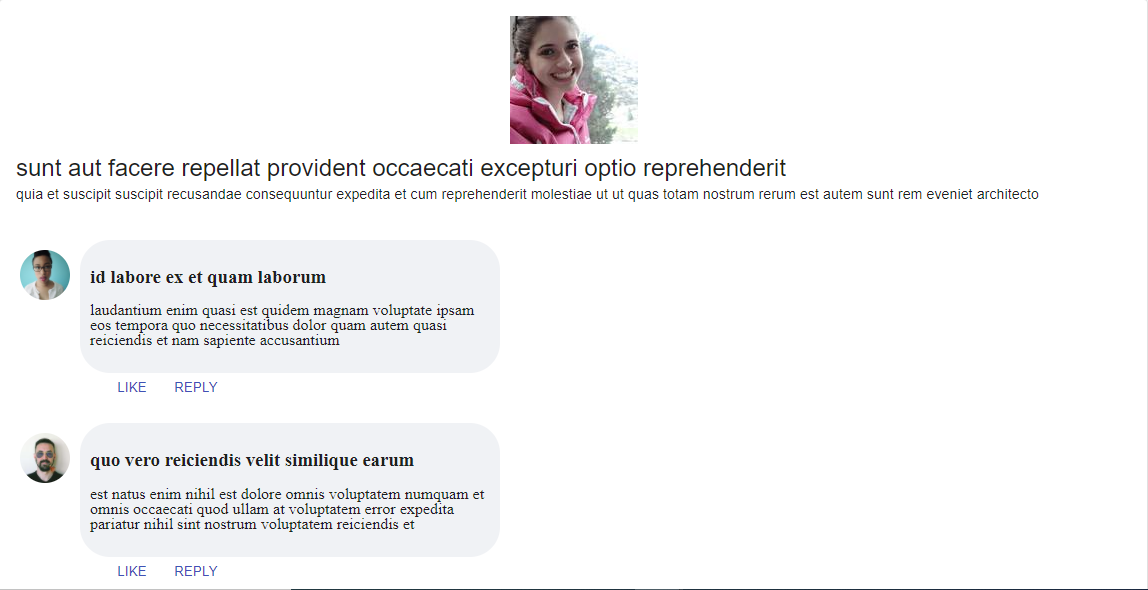 sunt aut facere repellat provident occaecati excepturi optio reprehenderit
quia et suscipit suscipit recusandae consequuntur expedita et cum reprehenderit molestiae ut ut quas totam nostrum rerum est autem sunt rem eveniet architecto
id labore ex et quam laborum
laudantium enim quasi est quidem magnam voluptate ipsam
eos tempora quo necessitatibus dolor quam autem quasi
reiciendis et nam sapiente accusantium
LIKE REPLY
quo vero reiciendis velit similique earum
est natus enim nihil est dolore omnis voluptatem numquam et
omnis occaecati quod ullam at voluptatem error expedita
pariatur nihil sint nostrum voluptatem reiciendis et
LIKE REPLY